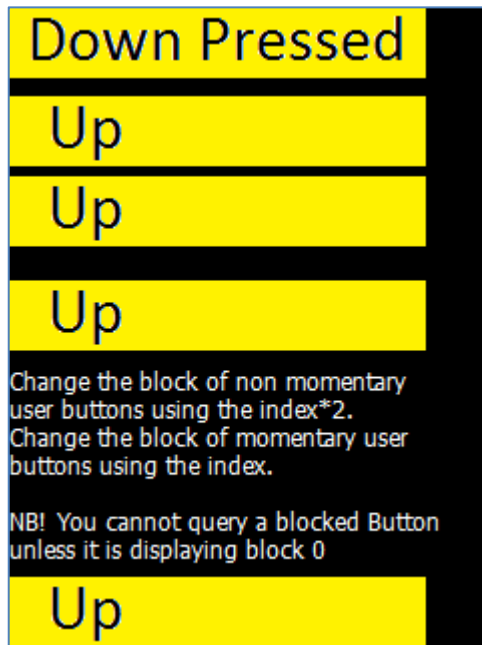 Down Pressed
Up
Up
Up
Change the block of non momentary
user buttons using the index*2.
Change the block of momentary user
buttons using the index.
NB! You cannot query a blocked Button
unless it is displaying block 0
Up